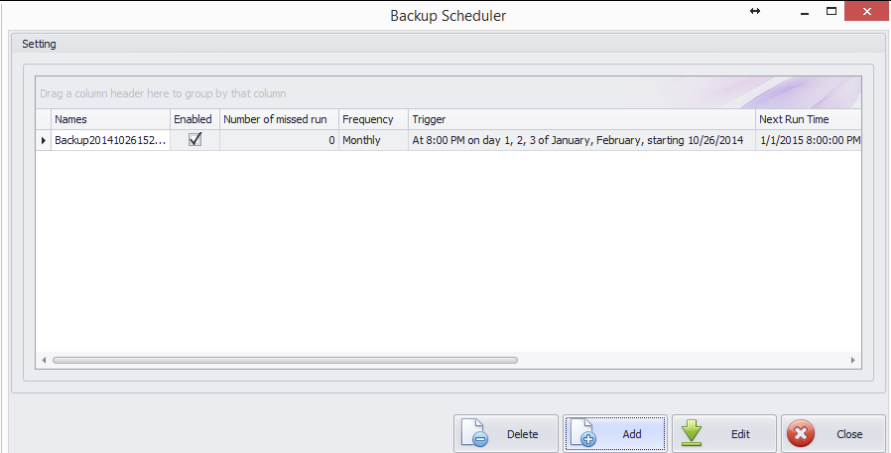 Backup Scheduler
Setting
Drag a column header here to group by that column
Names Enabled Number of missed run Frequency Trigger Next Run Time
Backup20141026152... 0 Monthly At 8:00 PM on day 1, 2, 3 of January, February, starting 10/26/2014 1/1/2015 8:00:00 PM
Delete Add Edit Close